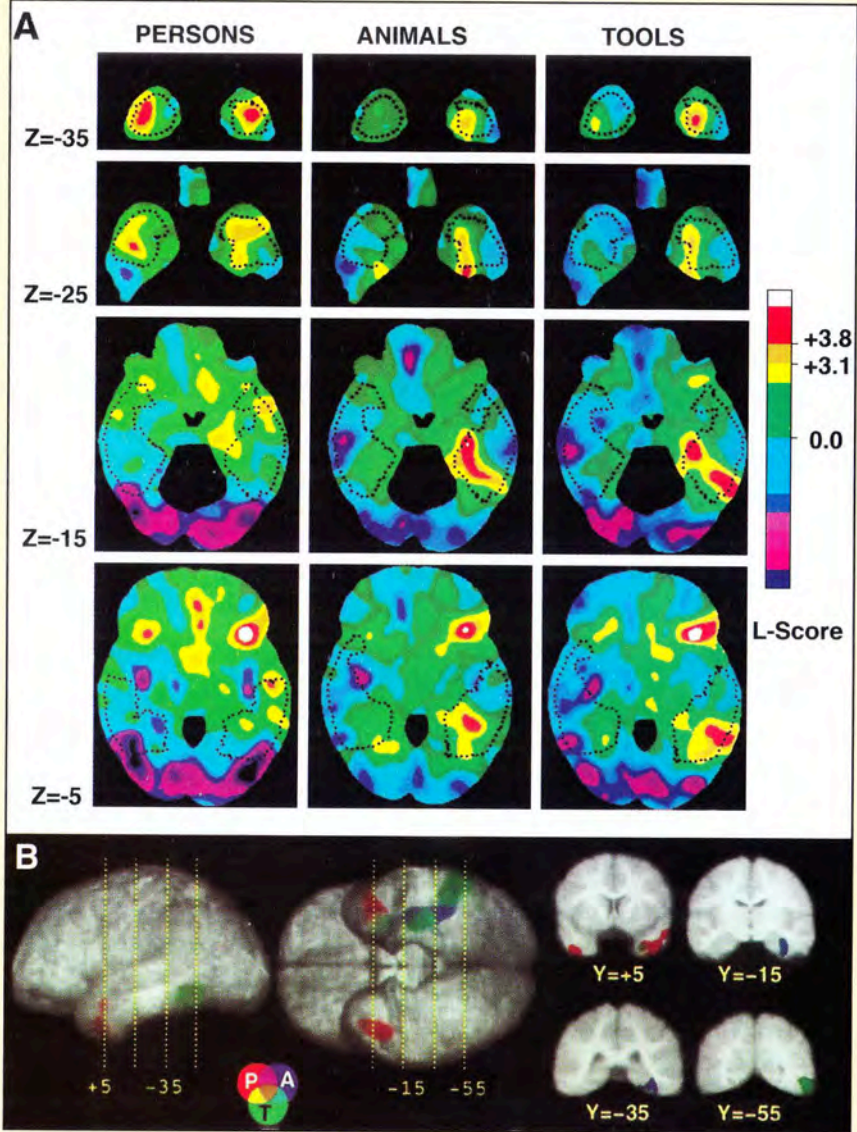 A
PERSONS ANIMALS TOOLS
Z=-35
Z=-25
Z=-15
Z=-5
+3.8
+3.1
0.0
L-Score
B
+5 -35
P A
T
-15 -55
Y=+5 Y=-15
Y=-35 Y=-55